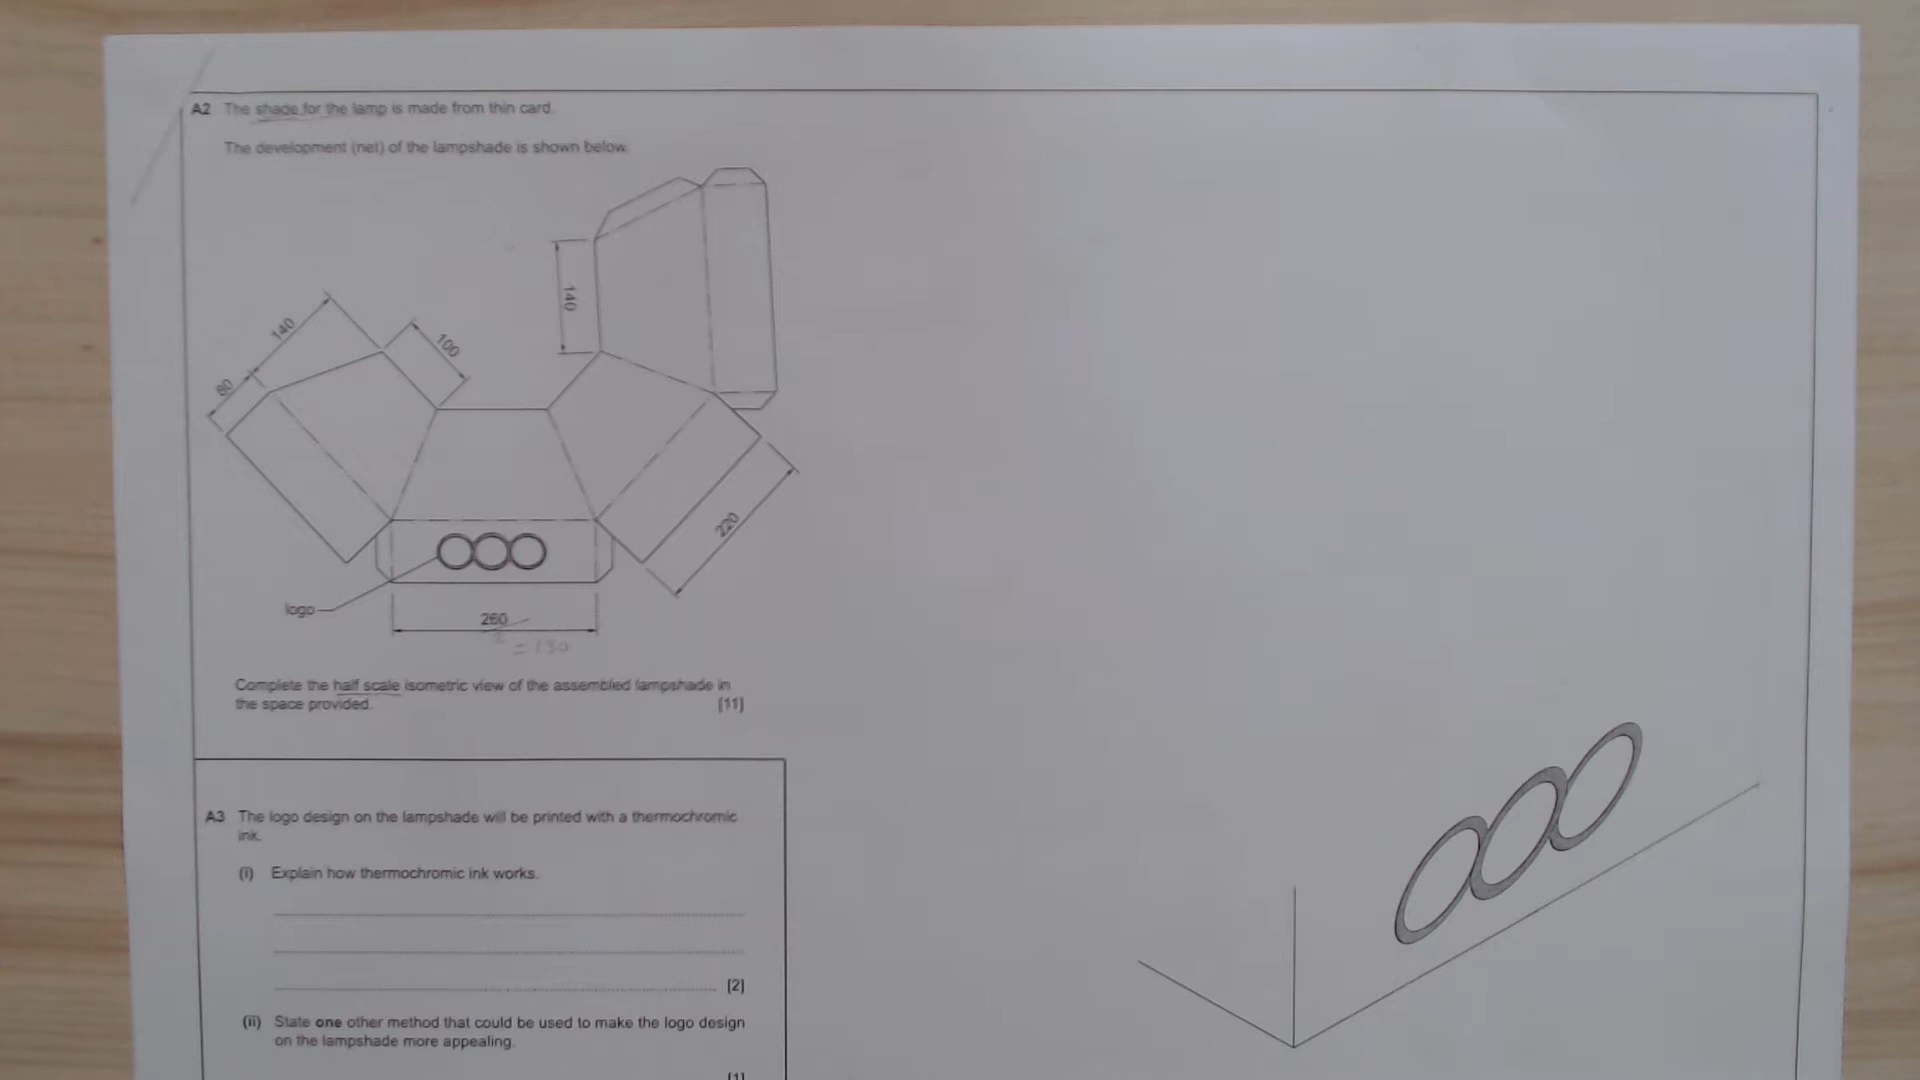 A2 The shade for the lamp is made from thin card.
The development (net) of the lampshade is shown below.
140
140
100
80
220
logo
260
2
= 130
Complete the half scale isometric view of the assembled lampshade in
the space provided. [11]
A3 The logo design on the lampshade will be printed with a thermochromic
ink.
(i) Explain how thermochromic ink works.
[2]
(ii) State one other method that could be used to make the logo design
on the lampshade more appealing.
[1]